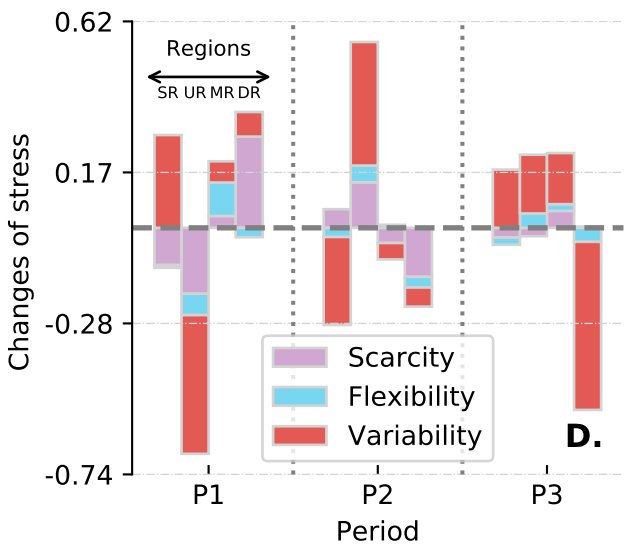 0.62
0.17
-0.28
-0.74
Changes of stress
Regions
SR UR MR DR
Scarcity
Flexibility
Variability
D.
P1 P2 P3
Period